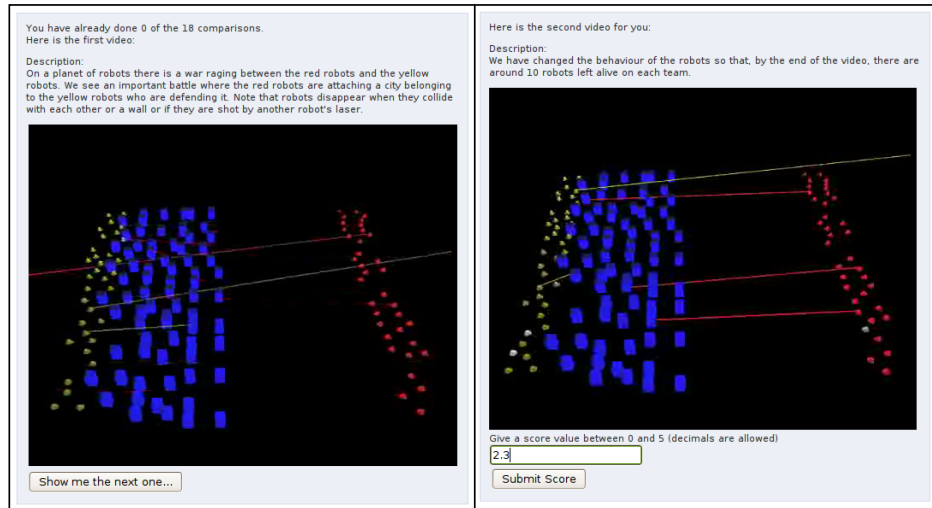 You have already done 0 of the 18 comparisons.
Here is the first video:
Description:
On a planet of robots there is a war raging between the red robots and the yellow
robots. We see an important battle where the red robots are attaching a city belonging
to the yellow robots who are defending it. Note that robots disappear when they collide
with each other or a wall or if they are shot by another robot's laser.
Show me the next one...
Here is the second video for you:
Description:
We have changed the behaviour of the robots so that, by the end of the video, there are
around 10 robots left alive on each team.
Give a score value between 0 and 5 (decimals are allowed)
2.3
Submit Score